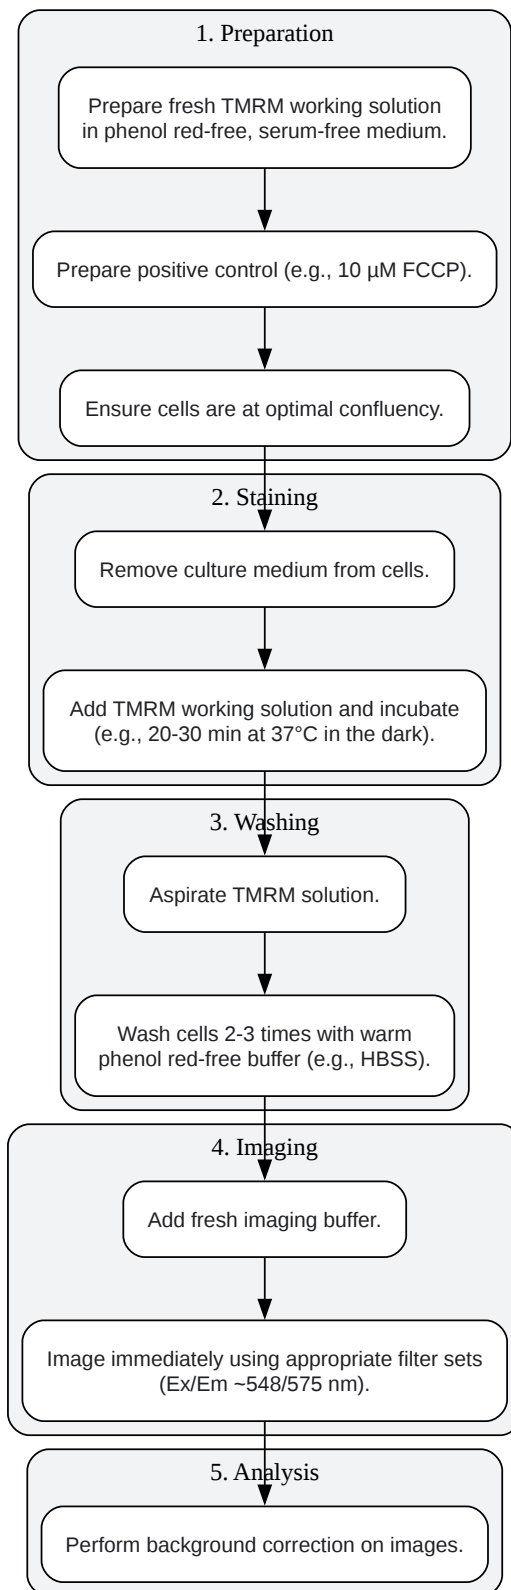 1. Preparation
Prepare fresh TMRM working solution
in phenol red-free, serum-free medium.
Prepare positive control (e.g., 10 µM FCCP).
Ensure cells are at optimal confluency.
2. Staining
Remove culture medium from cells.
Add TMRM working solution and incubate
(e.g., 20-30 min at 37°C in the dark).
3. Washing
Aspirate TMRM solution.
Wash cells 2-3 times with warm
phenol red-free buffer (e.g., HBSS).
4. Imaging
Add fresh imaging buffer.
Image immediately using appropriate filter sets
(Ex/Em ~548/575 nm).
5. Analysis
Perform background correction on images.